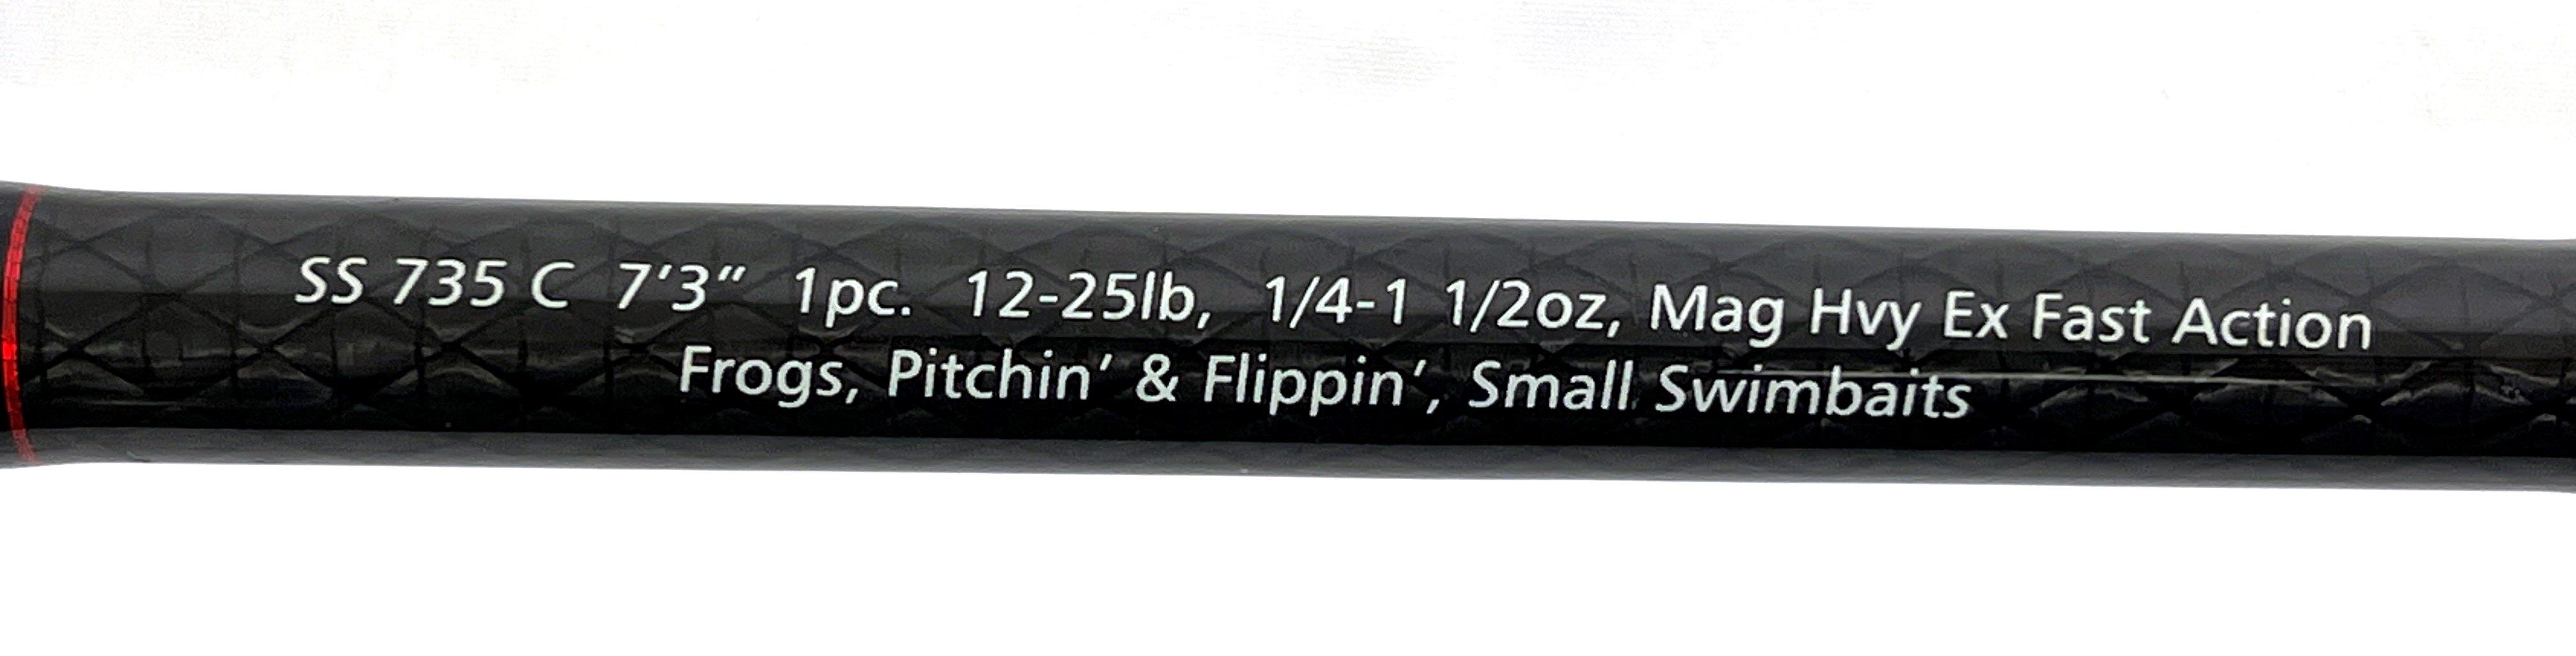 SS 735 C 7'3" 1pc. 12-25lb, 1/4-1 1/2oz, Mag Hvy Ex Fast Action
Frogs, Pitchin' & Flippin', Small Swimbaits